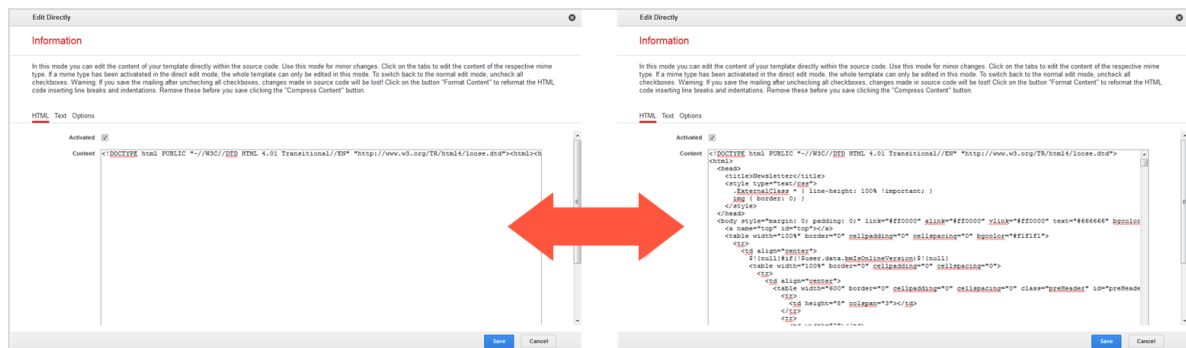 Edit Directly
Information
In this mode you can edit the content of your template directly within the source code. Use this mode for minor changes. Click on the tabs to edit the content of the respective mime
type. If a mime type has been activateted in the direct edit mode, the whole template can only be edited in this mode. To switch back to the normal edit mode, uncheck all
checkboxes. Warning: If you save the mailing after unchecking all checkboxes, changes made in source code will be lost! Click on the button "Format Content" to reformat the HTML
code inserting line breaks and indentations. Remove these before you save clicking the "Compress Content" button.
HTML Text Options
Activated
Content <!DOCTYPE html PUBLIC "-//W3C//DTD HTML 4.01 Transitional//EN" "http://www.w3.org/TR/html4/loose.dtd"><html><h
Save Cancel
Edit Directly
Information
In this mode you can edit the content of your template directly within the source code. Use this mode for minor changes. Click on the tabs to edit the content of the respective mime
type. If a mime type has been activateted in the direct edit mode, the whole template can only be edited in this mode. To switch back to the normal edit mode, uncheck all
checkboxes. Warning: If you save the mailing after unchecking all checkboxes, changes made in source code will be lost! Click on the button "Format Content" to reformat the HTML
code inserting line breaks and indentations. Remove these before you save clicking the "Compress Content" button.
HTML Text Options
Activated
Content <!DOCTYPE html PUBLIC "-//W3C//DTD HTML 4.01 Transitional//EN" "http://www.w3.org/TR/html4/loose.dtd">
<html>
<head>
<title>Newsletter</title>
<style type="text/css">
.ExternalClass * { line-height: 100% !important; }
img { border: 0; }
</style>
</head>
<body style="margin: 0; padding: 0;" link="#ff0000" alink="#ff0000" vlink="#ff0000" text="#666666" bgcolor
<a name="top" id="top"></a>
<table width="100%" border="0" cellpadding="0" cellspacing="0" bgcolor="#f1f1f1">
<tr>
<td align="center">
$!(null)#if(!$user.data.bmIsOnlineVersion)$!(null)
<table width="100%" border="0" cellpadding="0" cellspacing="0">
<tr>
<td align="center">
<table width="600" border="0" cellpadding="0" cellspacing="0" class="preHeader" id="preHeade
<tr>
<td height="8" colspan="3"></td>
</tr>
<tr>
Save Cancel